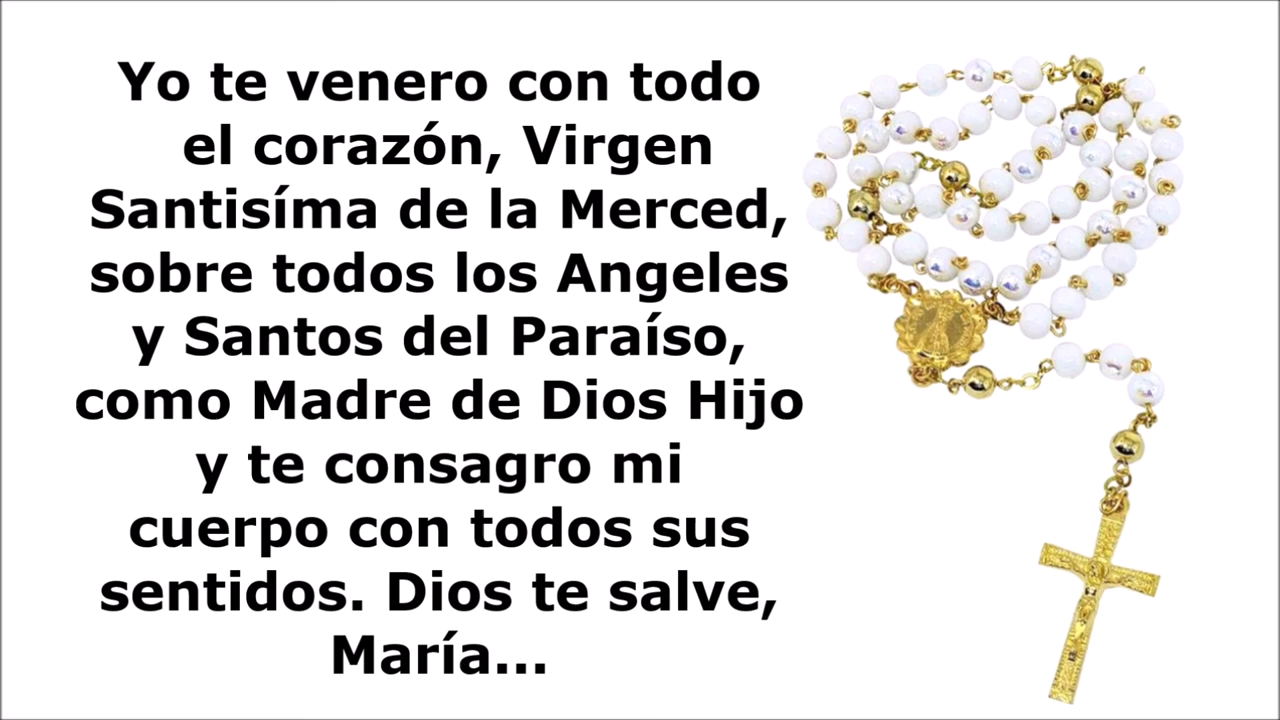 Yo te venero con todo
el corazón, Virgen
Santisíma de la Merced,
sobre todos los Angeles
y Santos del Paraíso,
como Madre de Dios Hijo
y te consagro mi
cuerpo con todos sus
sentidos. Dios te salve,
María...